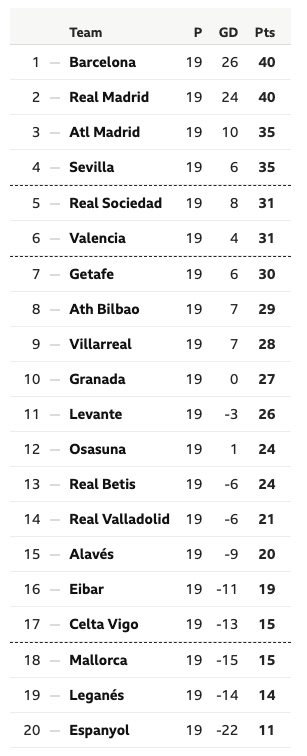 Team P GD Pts
1 — Barcelona 19 26 40
2 — Real Madrid 19 24 40
3 — Atl Madrid 19 10 35
4 — Sevilla 19 6 35
5 — Real Sociedad 19 8 31
6 — Valencia 19 4 31
7 — Getafe 19 6 30
8 — Ath Bilbao 19 7 29
9 — Villarreal 19 7 28
10 — Granada 19 0 27
11 — Levante 19 -3 26
12 — Osasuna 19 1 24
13 — Real Betis 19 -6 24
14 — Real Valladolid 19 -6 21
15 — Alavés 19 -9 20
16 — Eibar 19 -11 19
17 — Celta Vigo 19 -13 15
18 — Mallorca 19 -15 15
19 — Leganés 19 -14 14
20 — Espanyol 19 -22 11